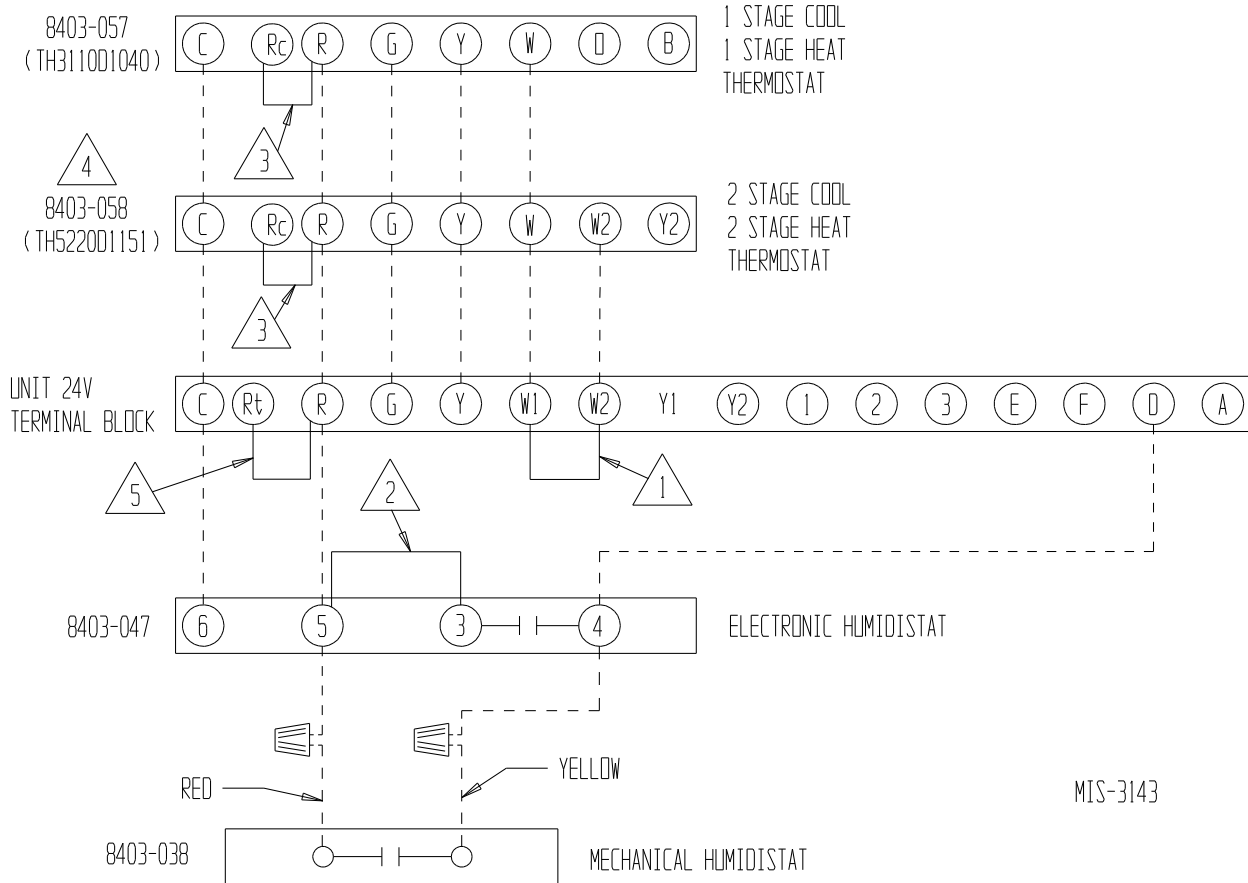 8403-057
(TH3110D1040)
C Rc R G Y W O B
1 STAGE COOL
1 STAGE HEAT
THERMOSTAT
3
4
8403-058
(TH5220D1151)
C Rc R G Y W W2 Y2
2 STAGE COOL
2 STAGE HEAT
THERMOSTAT
3
UNIT 24V
TERMINAL BLOCK
C Rt R G Y W1 W2 Y1 Y2 1 2 3 E F D A
5
2
1
8403-047
6 5 3 4
ELECTRONIC HUMIDISTAT
RED
YELLOW
MIS-3143
8403-038
MECHANICAL HUMIDISTAT